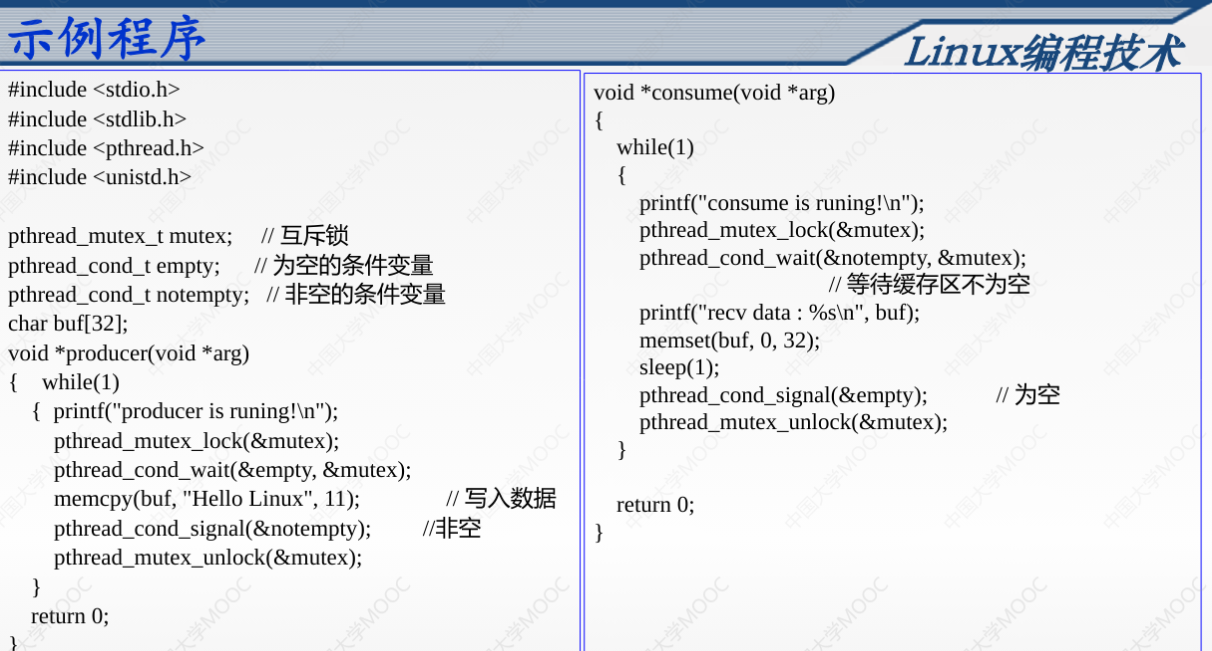 示例程序
Linux编程技术
#include <stdio.h>
#include <stdlib.h>
#include <pthread.h>
#include <unistd.h>
pthread_mutex_t mutex; // 互斥锁
pthread_cond_t empty; // 为空的条件变量
pthread_cond_t notempty; // 非空的条件变量
char buf[32];
void *producer(void *arg)
{ while(1)
{ printf("producer is runing!\n");
pthread_mutex_lock(&mutex);
pthread_cond_wait(&empty, &mutex);
memcpy(buf, "Hello Linux", 11); // 写入数据
pthread_cond_signal(&notempty); //非空
pthread_mutex_unlock(&mutex);
}
return 0;
}
void *consume(void *arg)
{
while(1)
{
printf("consume is runing!\n");
pthread_mutex_lock(&mutex);
pthread_cond_wait(&notempty, &mutex);
// 等待缓存区不为空
printf("recv data : %s\n", buf);
memset(buf, 0, 32);
sleep(1);
pthread_cond_signal(&empty); // 为空
pthread_mutex_unlock(&mutex);
}
return 0;
}
中国大学MOOC